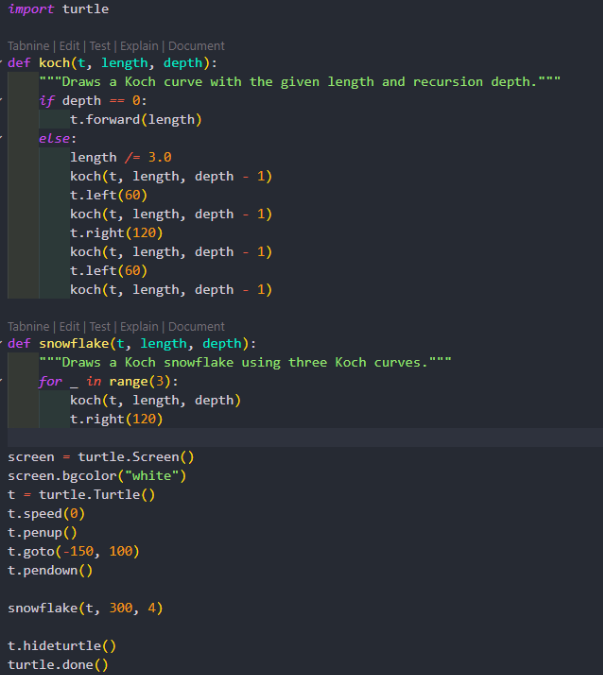 import turtle
Tabnine | Edit | Test | Explain | Document
def koch(t, length, depth):
    """Draws a Koch curve with the given length and recursion depth."""
    if depth == 0:
        t.forward(length)
    else:
        length /= 3.0
        koch(t, length, depth - 1)
        t.left(60)
        koch(t, length, depth - 1)
        t.right(120)
        koch(t, length, depth - 1)
        t.left(60)
        koch(t, length, depth - 1)
Tabnine | Edit | Test | Explain | Document
def snowflake(t, length, depth):
    """Draws a Koch snowflake using three Koch curves."""
    for _ in range(3):
        koch(t, length, depth)
        t.right(120)
screen = turtle.Screen()
screen.bgcolor("white")
t = turtle.Turtle()
t.speed(0)
t.penup()
t.goto(-150, 100)
t.pendown()
snowflake(t, 300, 4)
t.hideturtle()
turtle.done()